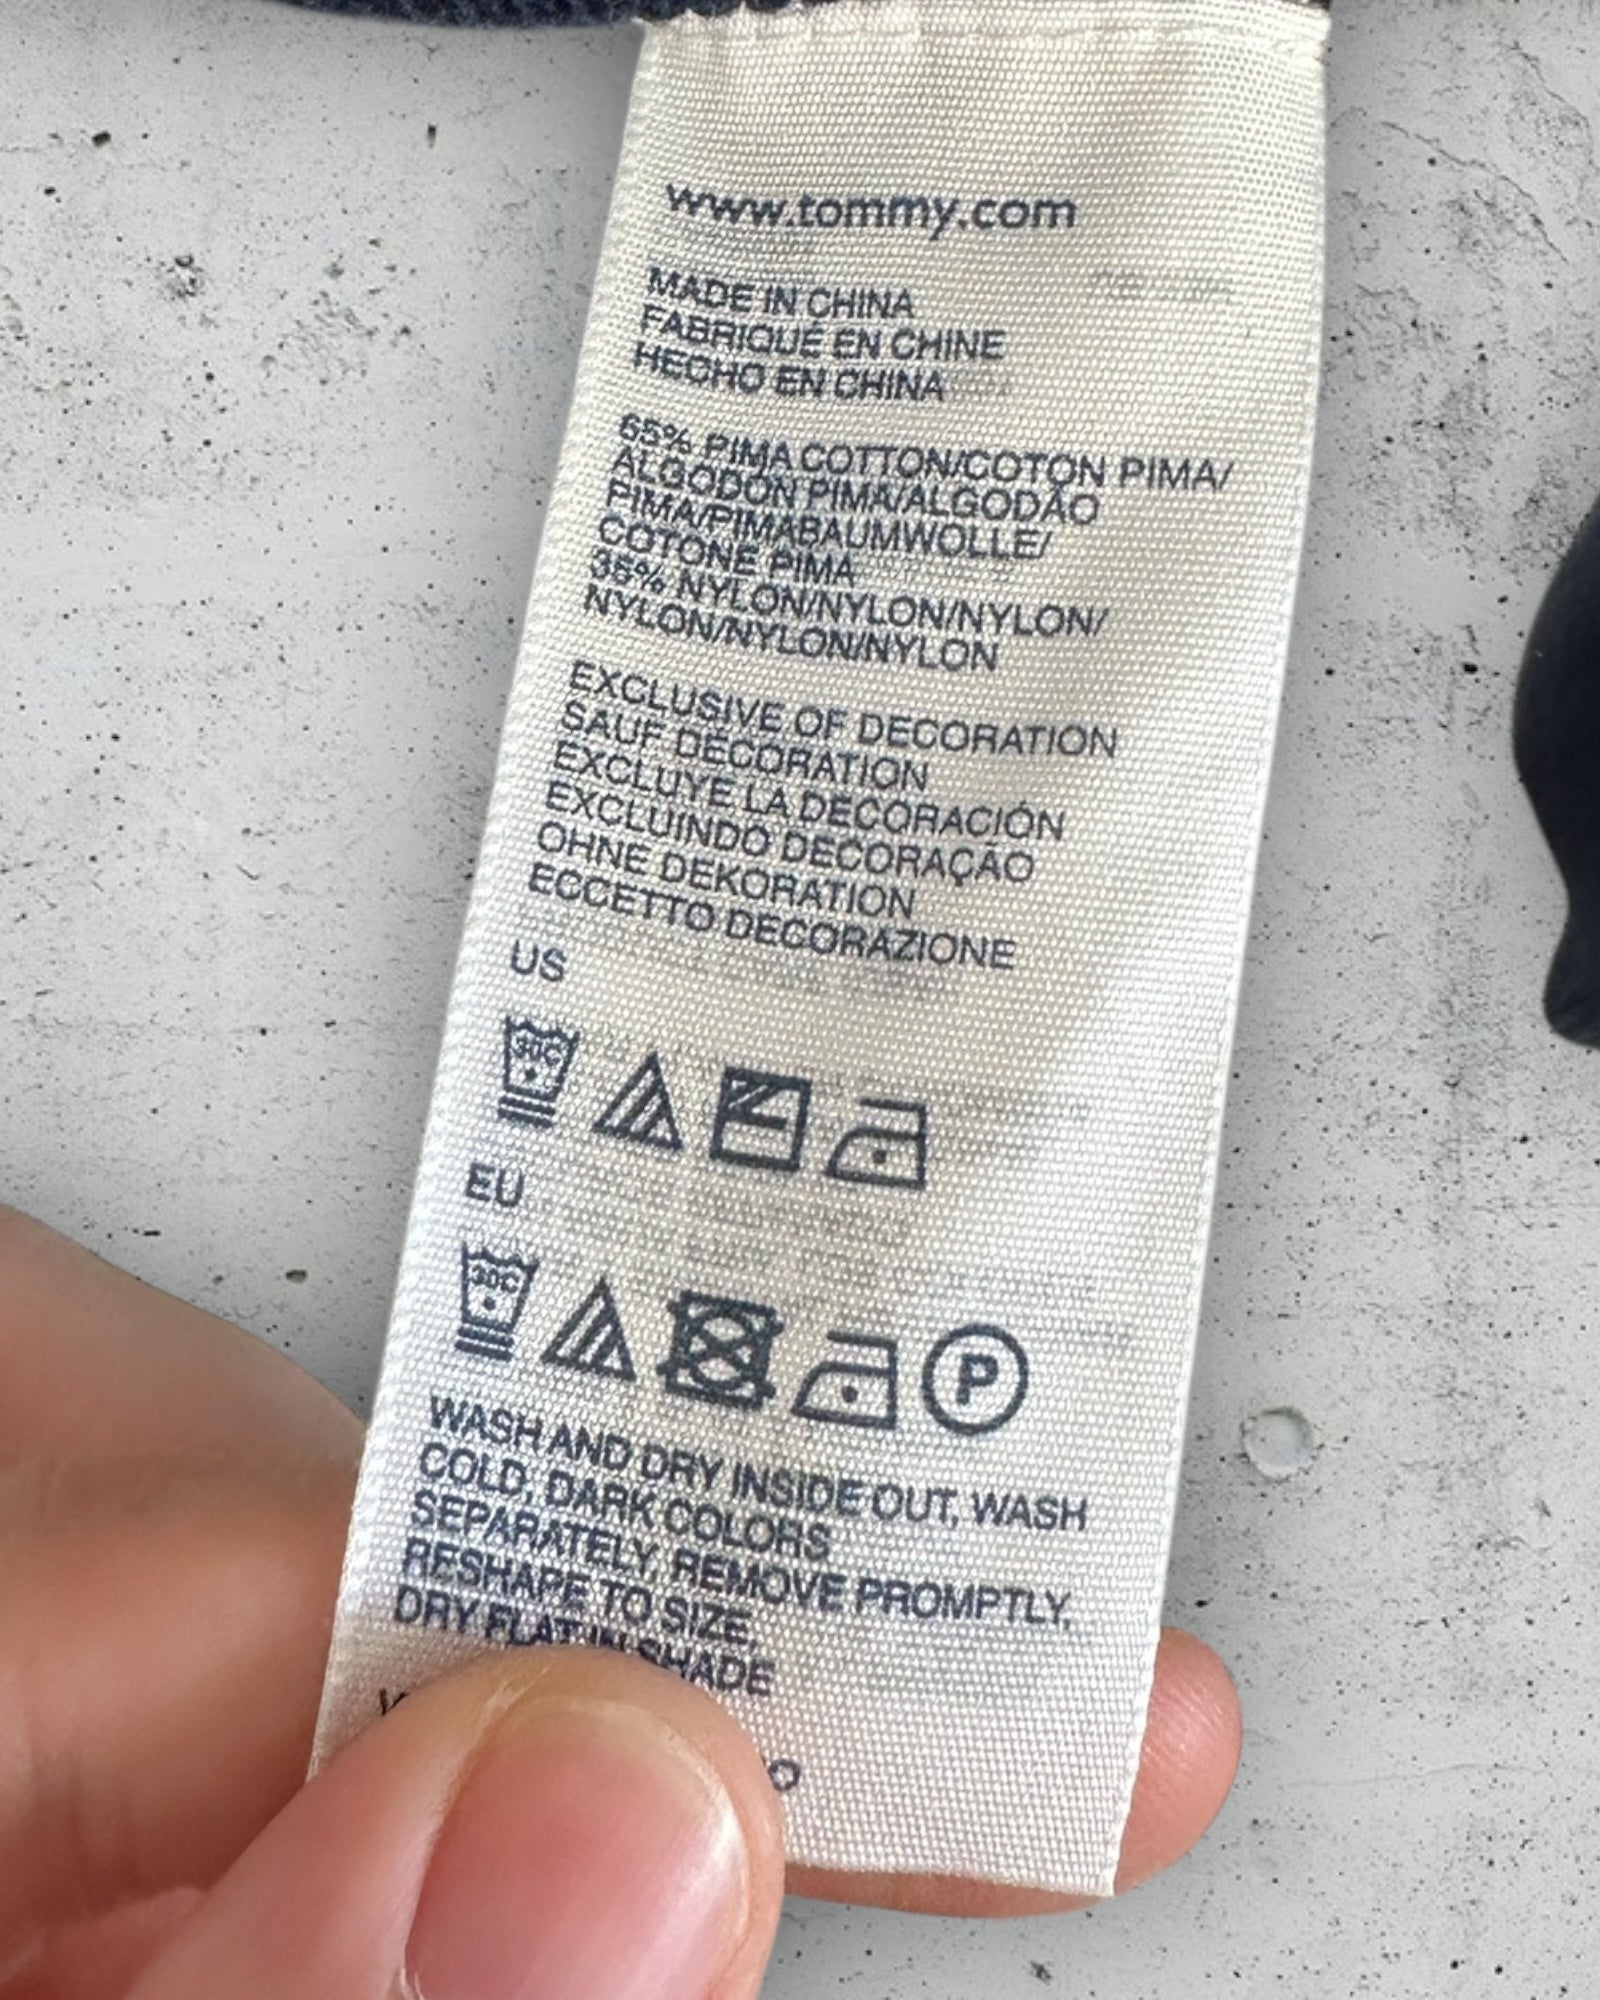 www.tommy.com
MADE IN CHINA
FABRIQUÉ EN CHINE
HECHO EN CHINA
65% PIMA COTTON/COTON PIMA/
ALGODÓN PIMA/ALGODÃO
PIMA/PIMABAUMWOLLE/
COTONE PIMA
35% NYLON/NYLON/NYLON/
NYLON/NYLON/NYLON
EXCLUSIVE OF DECORATION
SAUF DÉCORATION
EXCLUYE LA DECORACIÓN
EXCLUINDO DECORAÇÃO
OHNE DEKORATION
ECCETTO DECORAZIONE
US
30C
EU
30C
P
WASH AND DRY INSIDE OUT, WASH
COLD, DARK COLORS
SEPARATELY, REMOVE PROMPTLY,
RESHAPE TO SIZE,
DRY FLAT IN SHADE